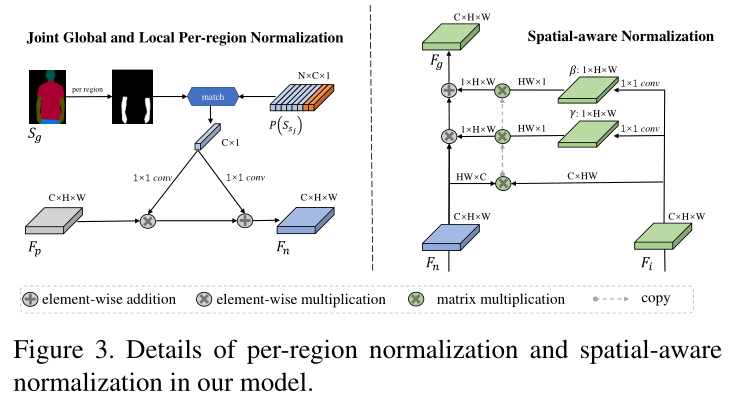 Joint Global and Local Per-region Normalization
per region
match
N×C×1
P(S_{s_j})
S_g
C×1
1×1 conv
1×1 conv
C×H×W
C×H×W
F_p
F_n
Spatial-aware Normalization
C×H×W
F_g
1×H×W
HW×1
β: 1×H×W
1×1 conv
1×H×W
HW×1
γ: 1×H×W
1×1 conv
HW×C
C×HW
C×H×W
C×H×W
F_n
F_i
element-wise addition
element-wise multiplication
matrix multiplication
copy
Figure 3. Details of per-region normalization and spatial-aware
normalization in our model.